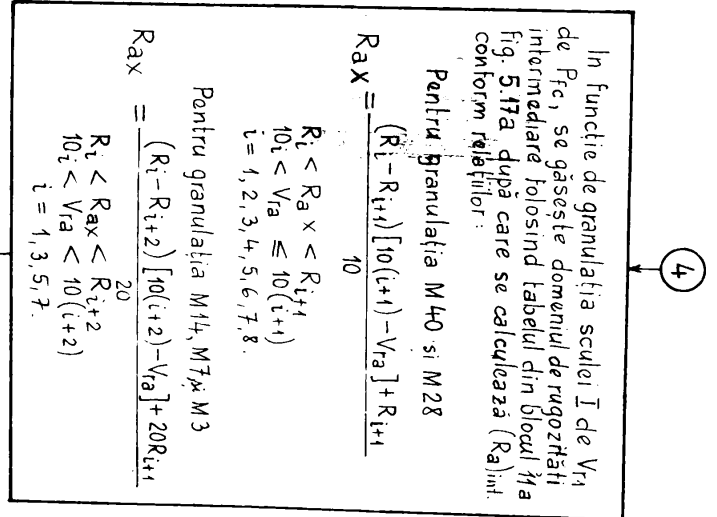 4
In funcție de granulația sculei I de Vr1
de Pfc, se găsește domeniul de rugozități
intermediare folosind tabelul din blocul 11a
fig. 5.17a după care se calculează (Ra)int.
conform relațiilor:
Pentru granulația M40 si M28
Rax = (Ri-Ri+1)[10(i+1)-Vra]+Ri+1
10
Ri < Rax < Ri+1
10i < Vra ≤ 10(i+1)
i = 1,2,3,4,5,6,7,8.
Pentru granulația M14, M7, și M3
Rax = (Ri-Ri+2)[10(i+2)-Vra]+20Ri+1
20
Ri < Rax < Ri+2
10i < Vra < 10(i+2)
i = 1,3,5,7.